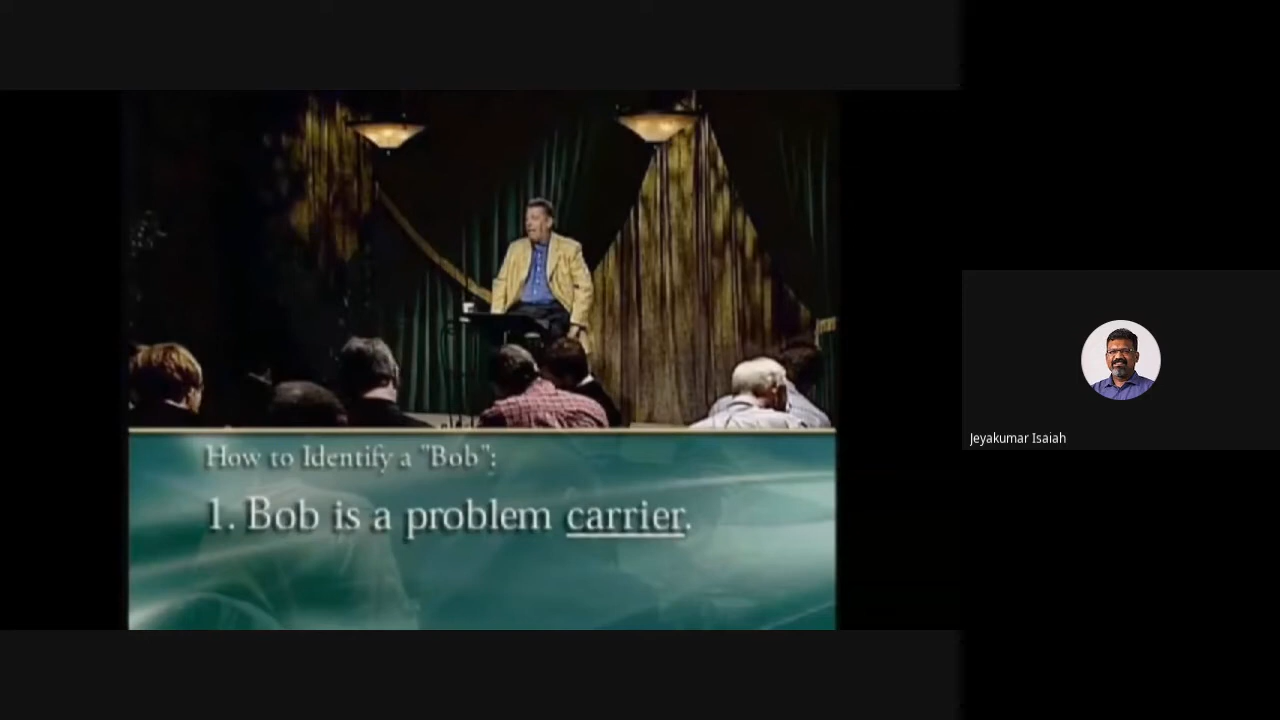 How to Identify a "Bob":
1. Bob is a problem carrier.
Jeyakumar Isaiah